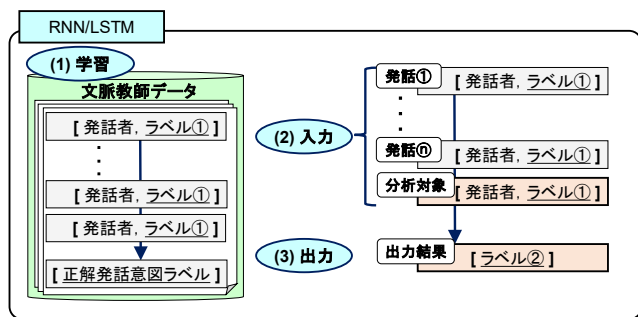 RNN/LSTM
(1) 学習
文脈教師データ
[ 発話者, ラベル① ]
・
・
・
[ 発話者, ラベル① ]
[ 発話者, ラベル① ]
[ 正解発話意図ラベル ]
(2) 入力
発話①
[ 発話者, ラベル① ]
・
・
・
発話ⓝ
[ 発話者, ラベル① ]
分析対象
[ 発話者, ラベル① ]
(3) 出力
出力結果
[ ラベル② ]